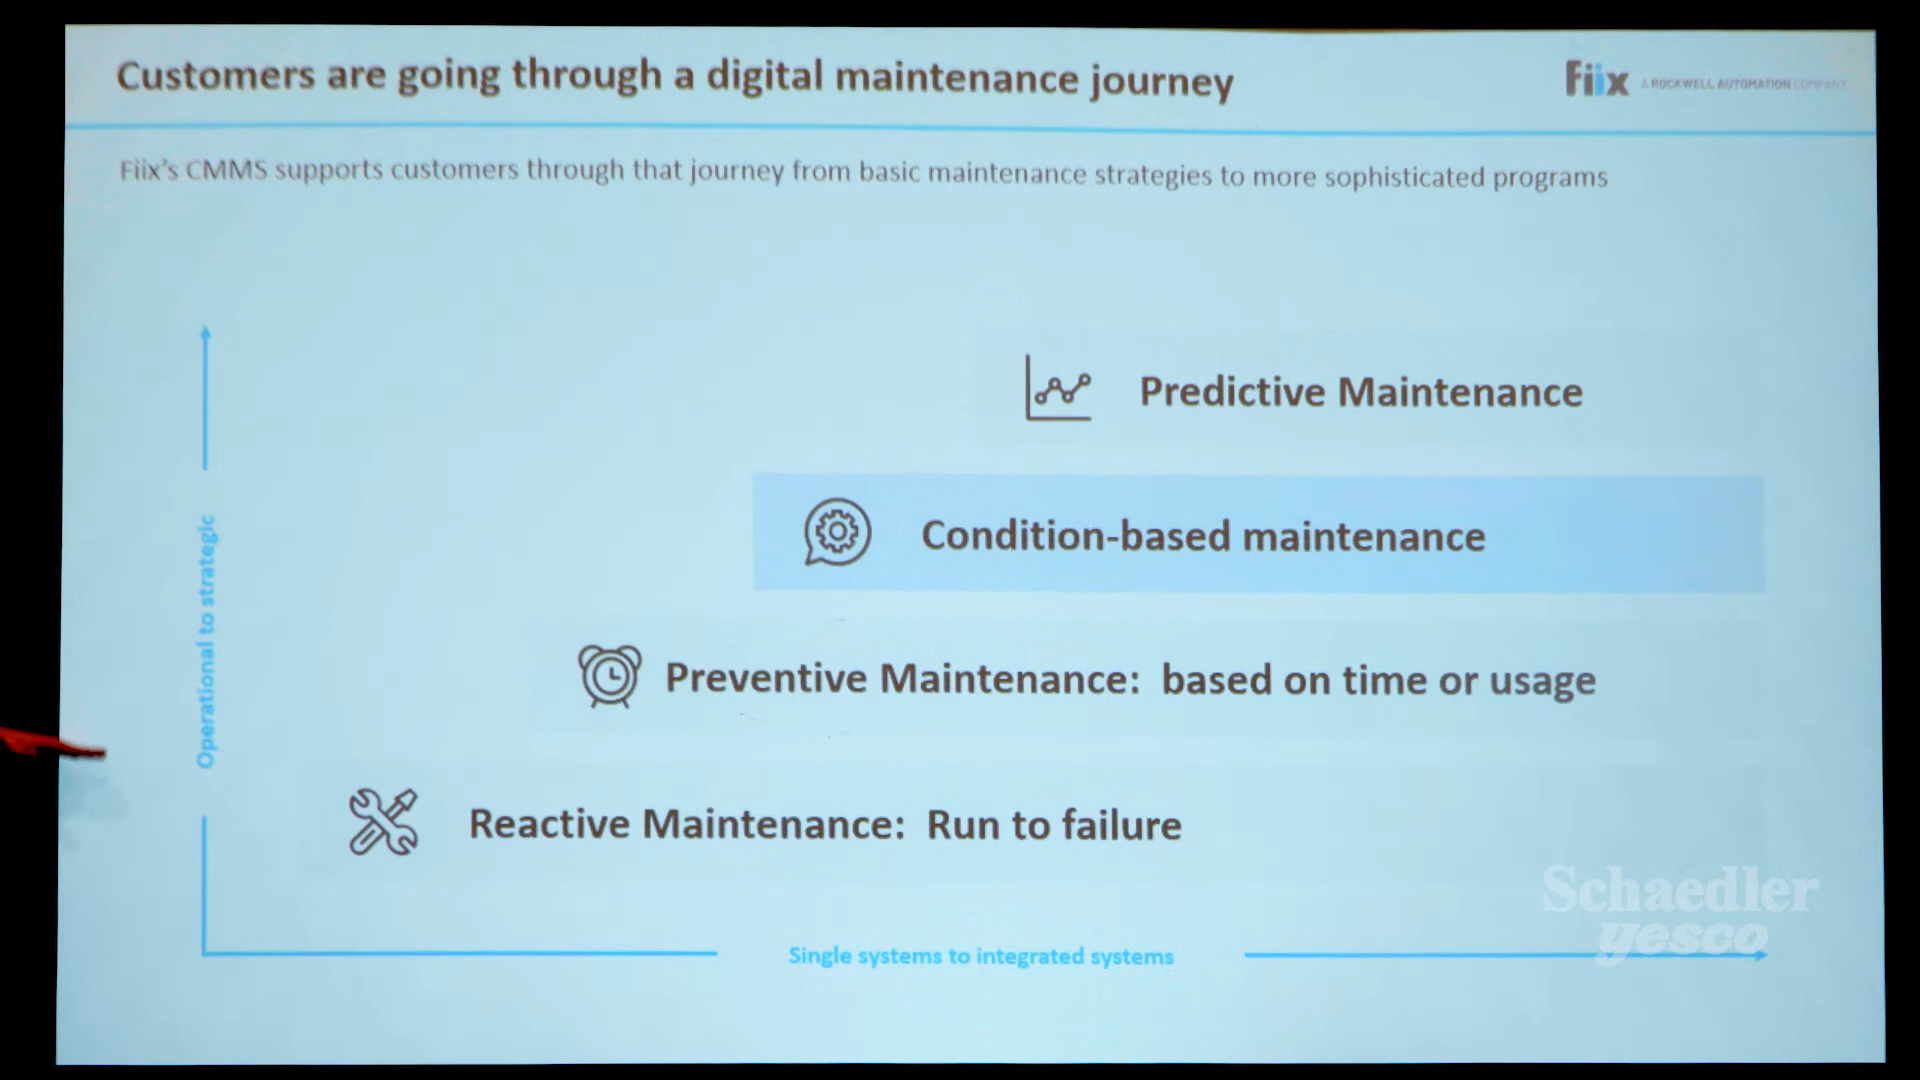 Customers are going through a digital maintenance journey
Fiix A ROCKWELL AUTOMATION COMPANY
Fiix's CMMS supports customers through that journey from basic maintenance strategies to more sophisticated programs
Predictive Maintenance
Condition-based maintenance
Operational to strategic
Preventive Maintenance: based on time or usage
Reactive Maintenance: Run to failure
Schaedler
yesco
Single systems to integrated systems